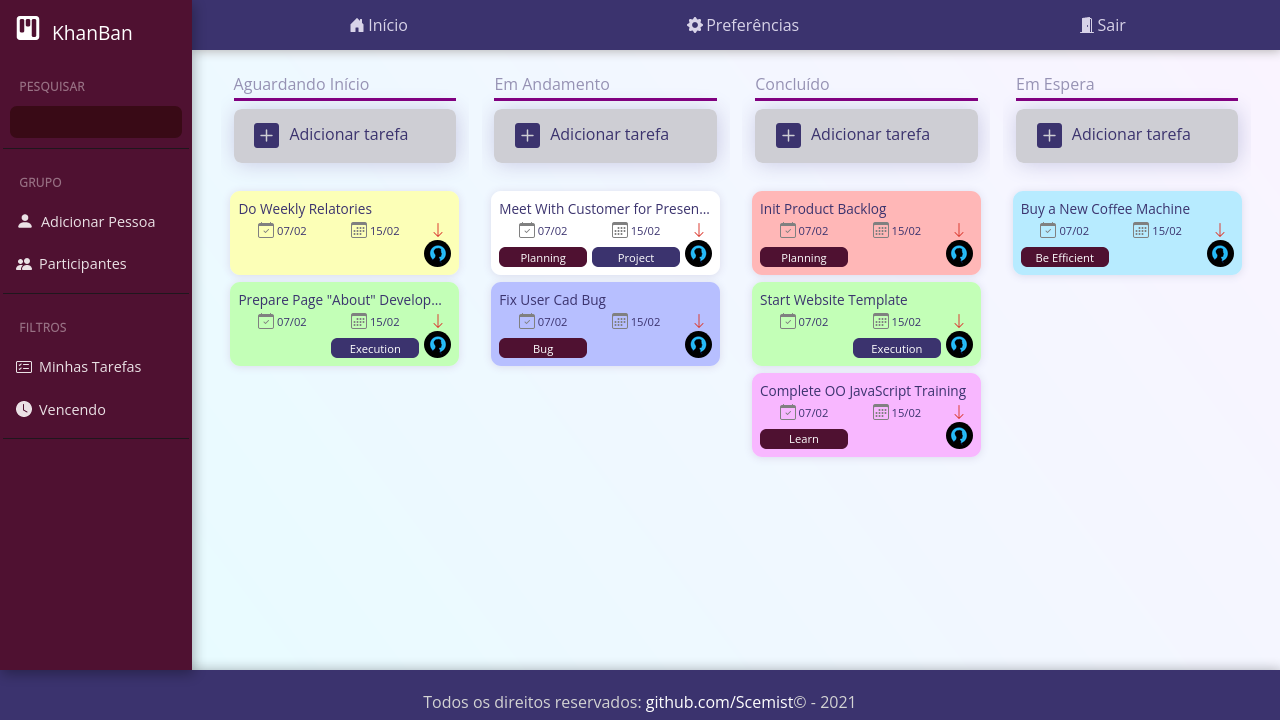 KhanBan
Início
Preferências
Sair
PESQUISAR
GRUPO
Adicionar Pessoa
Participantes
FILTROS
Minhas Tarefas
Vencendo
Aguardando Início
Adicionar tarefa
Do Weekly Relatories
07/02 15/02
Prepare Page "About" Develop...
07/02 15/02
Execution
Em Andamento
Adicionar tarefa
Meet With Customer for Presen...
07/02 15/02
Planning Project
Fix User Cad Bug
07/02 15/02
Bug
Concluído
Adicionar tarefa
Init Product Backlog
07/02 15/02
Planning
Start Website Template
07/02 15/02
Execution
Complete OO JavaScript Training
07/02 15/02
Learn
Em Espera
Adicionar tarefa
Buy a New Coffee Machine
07/02 15/02
Be Efficient
Todos os direitos reservados: github.com/Scemist© - 2021